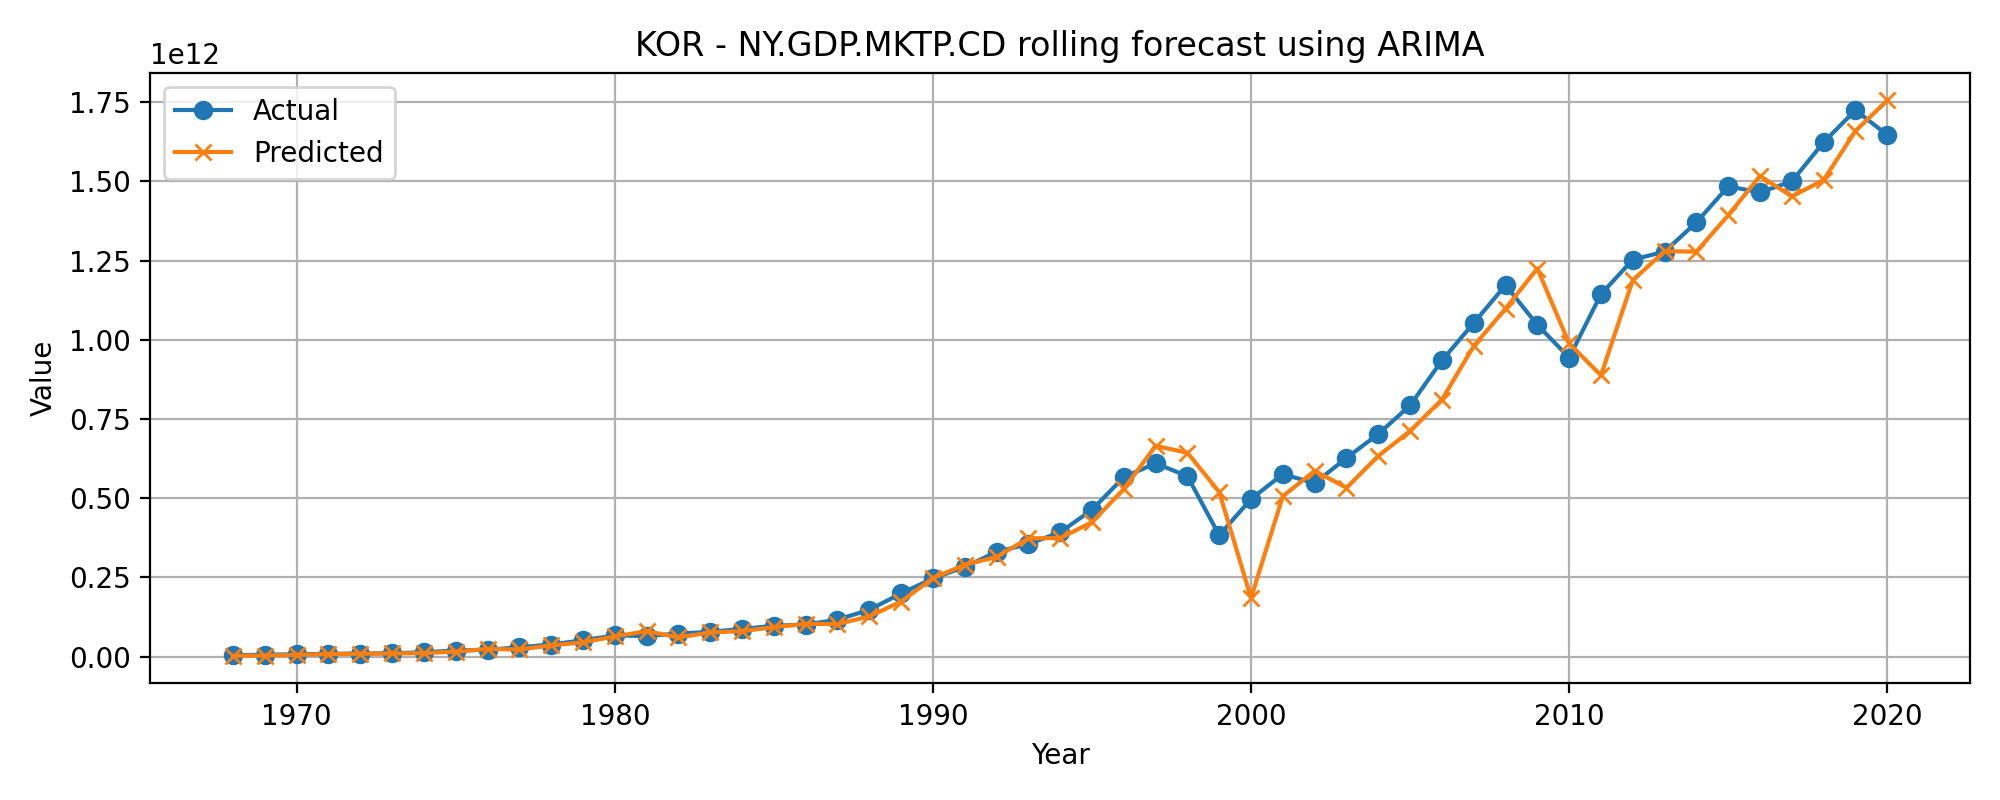 KOR - NY.GDP.MKTP.CD rolling forecast using ARIMA
1e12
Actual
Predicted
1.75
1.50
1.25
1.00
0.75
0.50
0.25
0.00
Value
1970 1980 1990 2000 2010 2020
Year